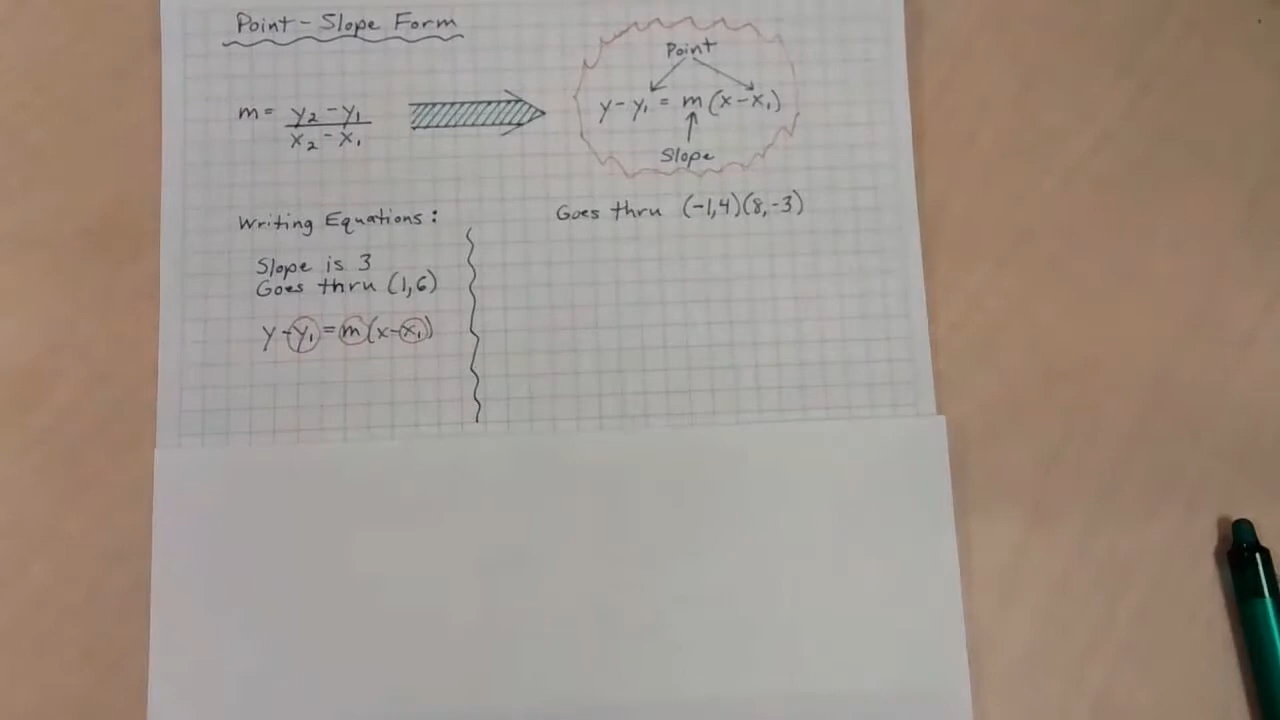 Point-Slope Form
Point
m = y₂ - y₁ / x₂ - x₁
y - y₁ = m(x - x₁)
Slope
Writing Equations:
Slope is 3
Goes thru (1,6)
y - y₁ = m(x - x₁)
Goes thru (-1,4)(8,-3)